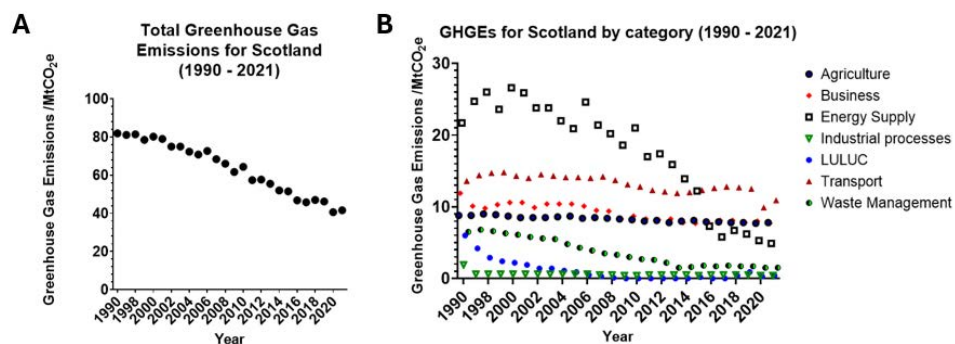 A
Total Greenhouse Gas
Emissions for Scotland
(1990 - 2021)
Greenhouse Gas Emissions /MtCO2e
100
80
60
40
20
0
1990
1998
2000
2002
2004
2006
2008
2010
2012
2014
2016
2018
2020
Year
B
GHGEs for Scotland by category (1990 - 2021)
Greenhouse Gas Emissions /MtCO2e
30
20
10
0
1990
1998
2000
2002
2004
2006
2008
2010
2012
2014
2016
2018
2020
Year
Agriculture
Business
Energy Supply
Industrial processes
LULUC
Transport
Waste Management